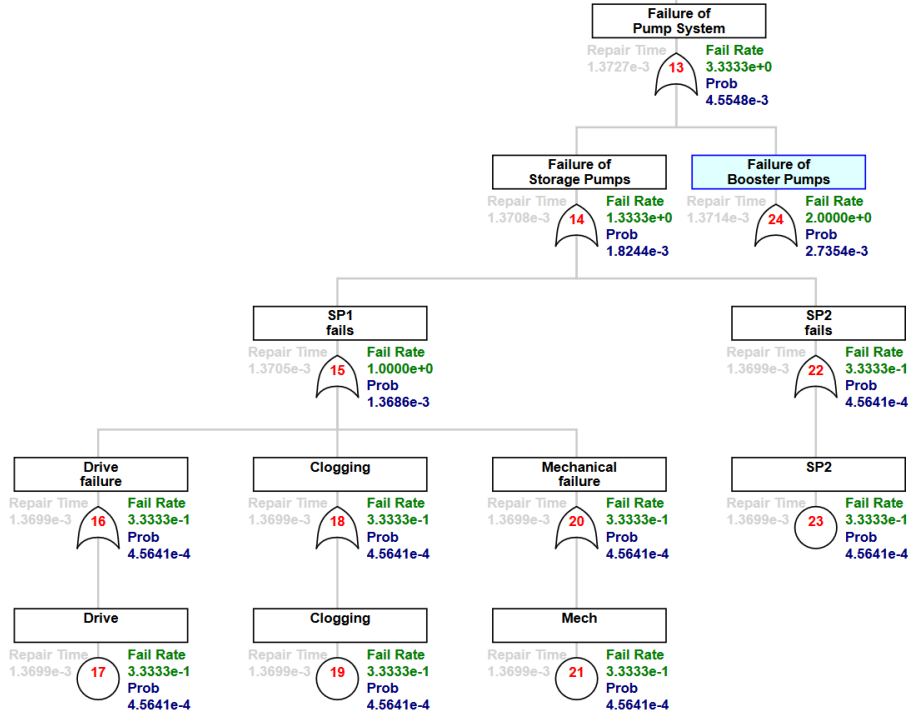 Failure of
Pump System
Repair Time
1.3727e-3
13
Fail Rate
3.3333e+0
Prob
4.5548e-3
Failure of
Storage Pumps
Repair Time
1.3708e-3
14
Fail Rate
1.3333e+0
Prob
1.8244e-3
Failure of
Booster Pumps
Repair Time
1.3714e-3
24
Fail Rate
2.0000e+0
Prob
2.7354e-3
SP1
fails
Repair Time
1.3705e-3
15
Fail Rate
1.0000e+0
Prob
1.3686e-3
SP2
fails
Repair Time
1.3699e-3
22
Fail Rate
3.3333e-1
Prob
4.5641e-4
Drive
failure
Repair Time
1.3699e-3
16
Fail Rate
3.3333e-1
Prob
4.5641e-4
Clogging
Repair Time
1.3699e-3
18
Fail Rate
3.3333e-1
Prob
4.5641e-4
Mechanical
failure
Repair Time
1.3699e-3
20
Fail Rate
3.3333e-1
Prob
4.5641e-4
SP2
Repair Time
1.3699e-3
23
Fail Rate
3.3333e-1
Prob
4.5641e-4
Drive
Repair Time
1.3699e-3
17
Fail Rate
3.3333e-1
Prob
4.5641e-4
Clogging
Repair Time
1.3699e-3
19
Fail Rate
3.3333e-1
Prob
4.5641e-4
Mech
Repair Time
1.3699e-3
21
Fail Rate
3.3333e-1
Prob
4.5641e-4